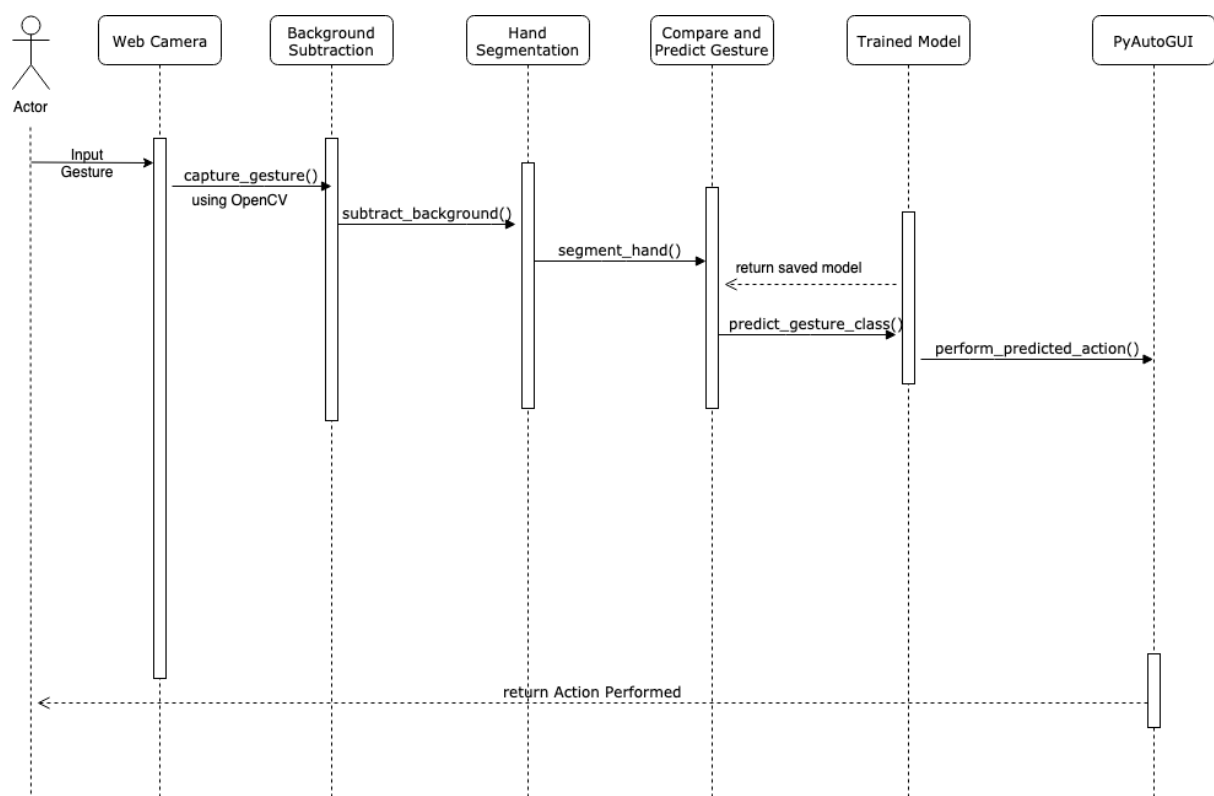 Web Camera
Background
Subtraction
Hand
Segmentation
Compare and
Predict Gesture
Trained Model
PyAutoGUI
Actor
Input
Gesture
capture_gesture()
using OpenCV
subtract_background()
segment_hand()
return saved model
predict_gesture_class()
perform_predicted_action()
return Action Performed